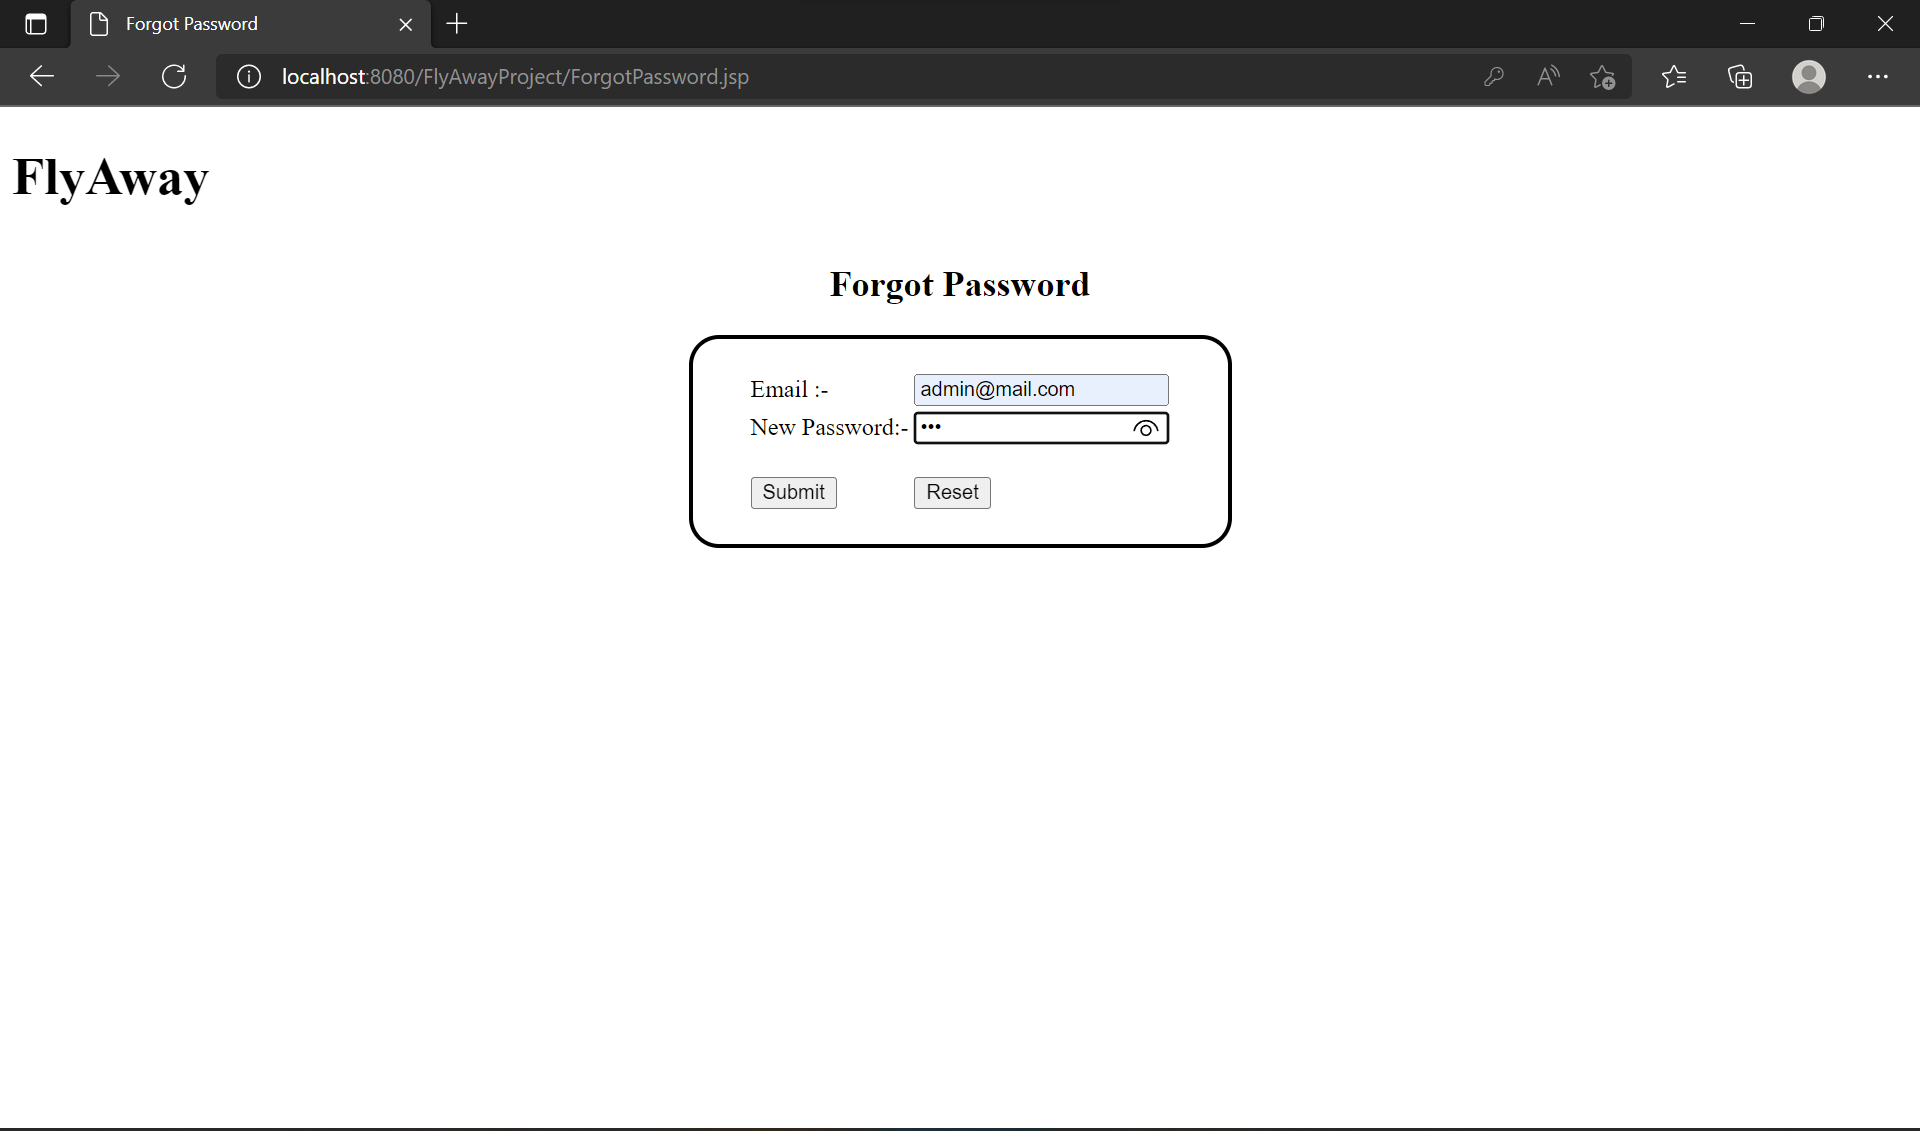 Forgot Password
localhost:8080/FlyAwayProject/ForgotPassword.jsp
FlyAway
Forgot Password
Email :- admin@mail.com
New Password:- •••
Submit Reset